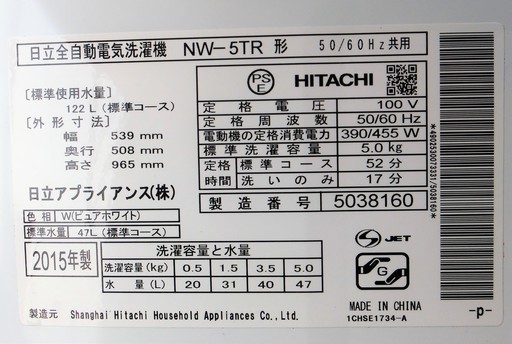 日立全自動電気洗濯機 NW-5TR 形 50/60Hz共用
[標準使用水量]
122 L (標準コース)
[外形寸法]
幅 539 mm
奥行 508 mm
高さ 965 mm
日立アプライアンス(株)
色相 W(ピュアホワイト)
標準水量 47L (標準コース)
PSE HITACHI
定格電圧 100 V
定格周波数 50/60 Hz
電動機の定格消費電力 390/455 W
標準洗濯容量 5.0kg
定格時間 標準コース 52分
洗いのみ 17分
製造番号 5038160
*4902530072331/5038160*
2015年製
洗濯容量と水量
洗濯容量(kg) 0.5 1.5 3.5 5.0
水量(L) 20 31 40 47
S JET
G
MADE IN CHINA
1CHSE1734-A
-p-
製造元 Shanghai Hitachi Household Appliances Co., Ltd.